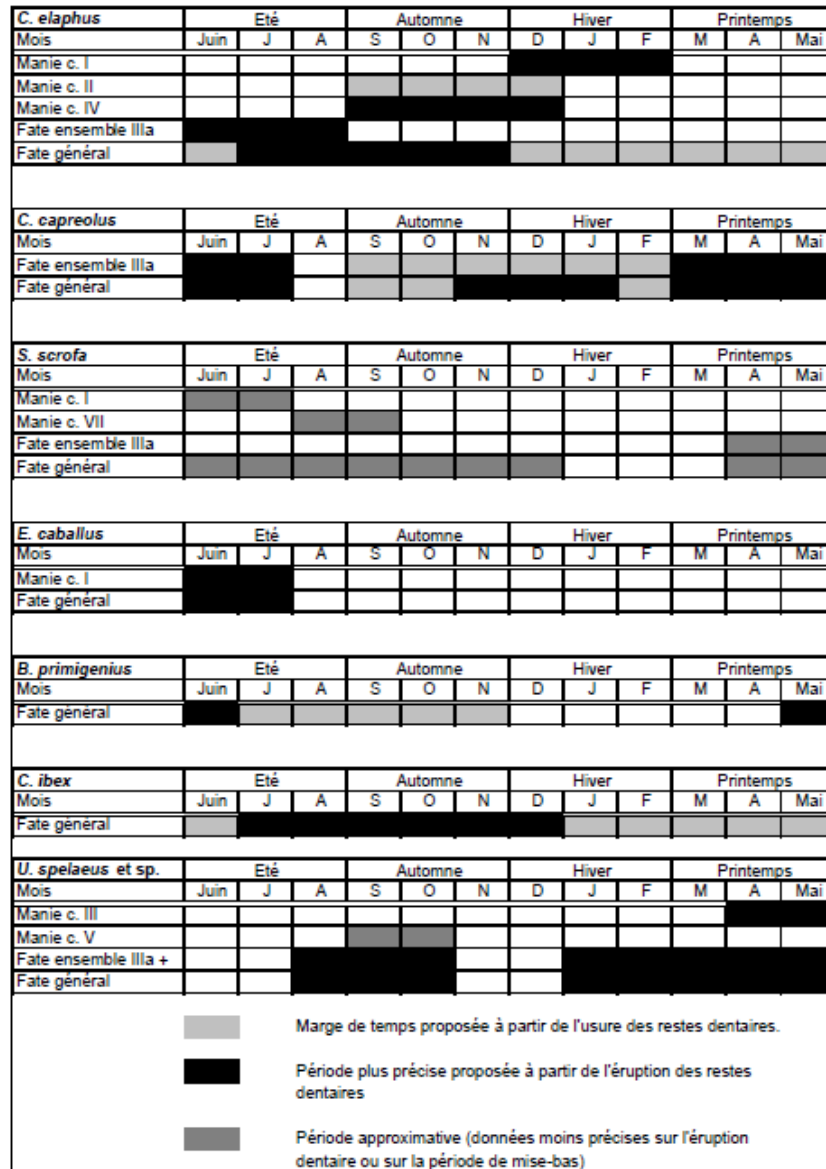 C. elaphus Eté Automne Hiver Printemps
Mois Juin J A S O N D J F M A Mai
Manie c. I
Manie c. II
Manie c. IV
Fate ensemble IIIa
Fate général
C. capreolus Eté Automne Hiver Printemps
Mois Juin J A S O N D J F M A Mai
Fate ensemble IIIa
Fate général
S. scrofa Eté Automne Hiver Printemps
Mois Juin J A S O N D J F M A Mai
Manie c. I
Manie c. VII
Fate ensemble IIIa
Fate général
E. caballus Eté Automne Hiver Printemps
Mois Juin J A S O N D J F M A Mai
Manie c. I
Fate général
B. primigenius Eté Automne Hiver Printemps
Mois Juin J A S O N D J F M A Mai
Fate général
C. ibex Eté Automne Hiver Printemps
Mois Juin J A S O N D J F M A Mai
Fate général
U. spelaeus et sp. Eté Automne Hiver Printemps
Mois Juin J A S O N D J F M A Mai
Manie c. III
Manie c. V
Fate ensemble IIIa +
Fate général
Marge de temps proposée à partir de l'usure des restes dentaires.
Période plus précise proposée à partir de l'éruption des restes
dentaires
Période approximative (données moins précises sur l'éruption
dentaire ou sur la période de mise-bas)